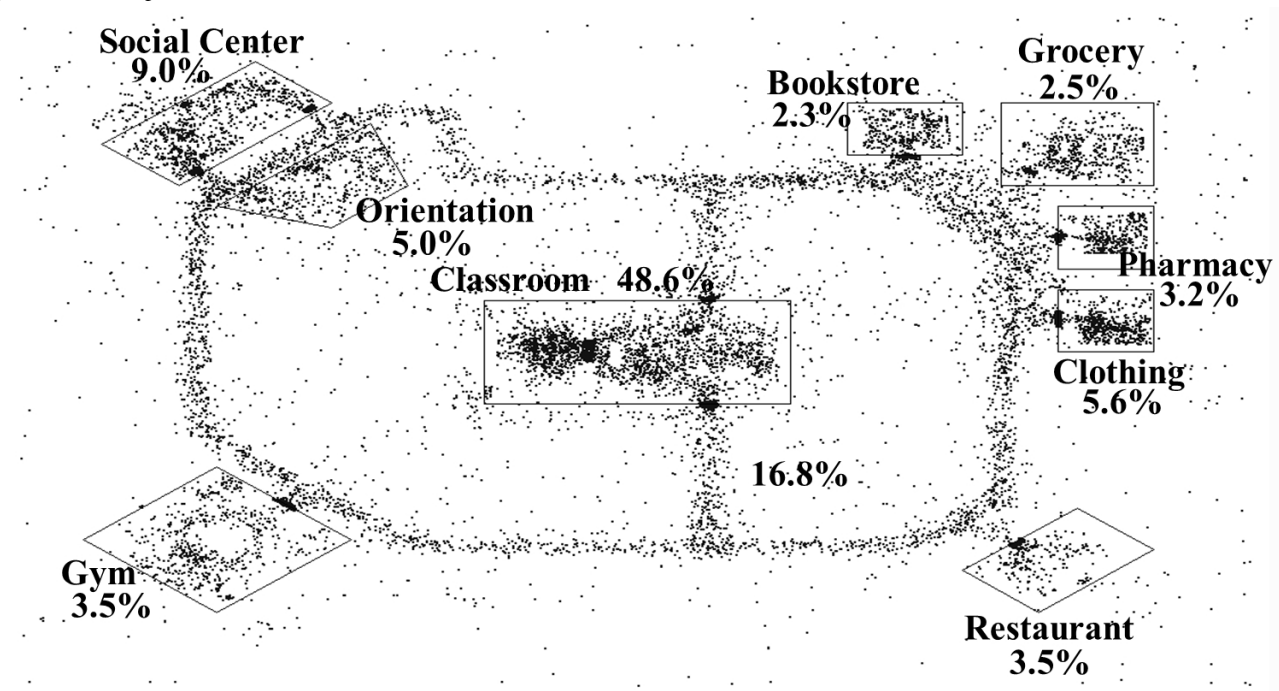 Social Center
9.0%
Bookstore
2.3%
Grocery
2.5%
Orientation
5.0%
Classroom 48.6%
Pharmacy
3.2%
Clothing
5.6%
16.8%
Gym
3.5%
Restaurant
3.5%